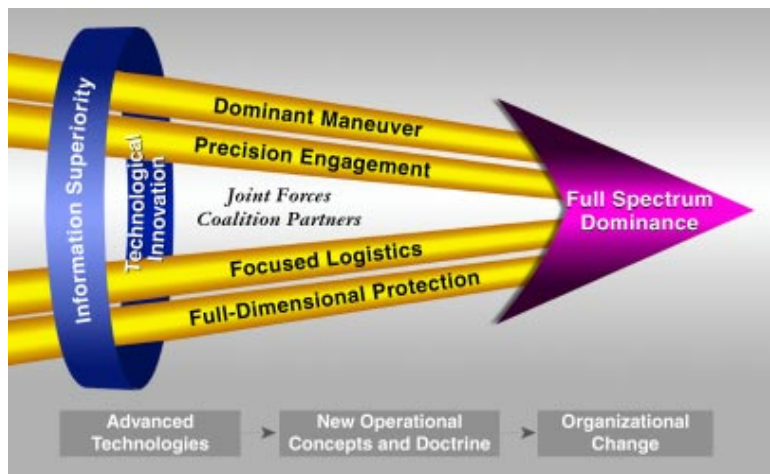 Information Superiority
Technological
Innovation
Dominant Maneuver
Precision Engagement
Joint Forces
Coalition Partners
Focused Logistics
Full-Dimensional Protection
Full Spectrum
Dominance
Advanced
Technologies
New Operational
Concepts and Doctrine
Organizational
Change